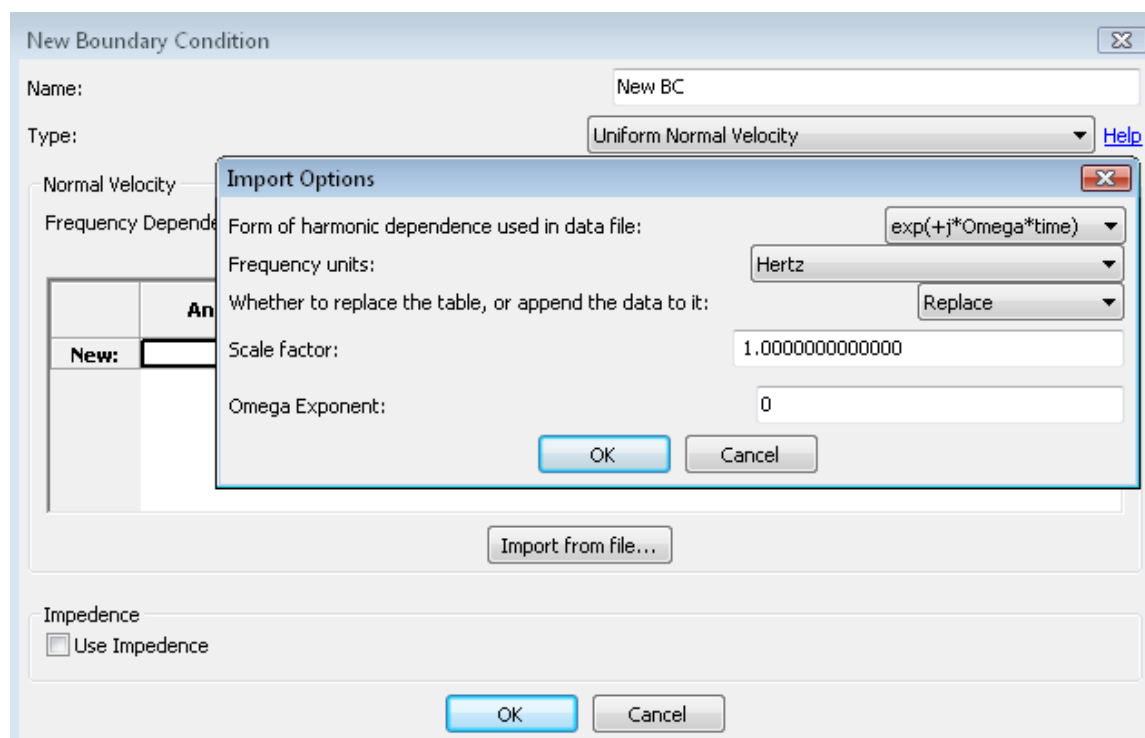 New Boundary Condition
Name: New BC
Type: Uniform Normal Velocity Help
Normal Velocity
Frequency Depende
An
New:
Import Options
Form of harmonic dependence used in data file: exp(+j*Omega*time)
Frequency units: Hertz
Whether to replace the table, or append the data to it: Replace
Scale factor: 1.0000000000000
Omega Exponent: 0
OK Cancel
Import from file...
Impedence
Use Impedence
OK Cancel